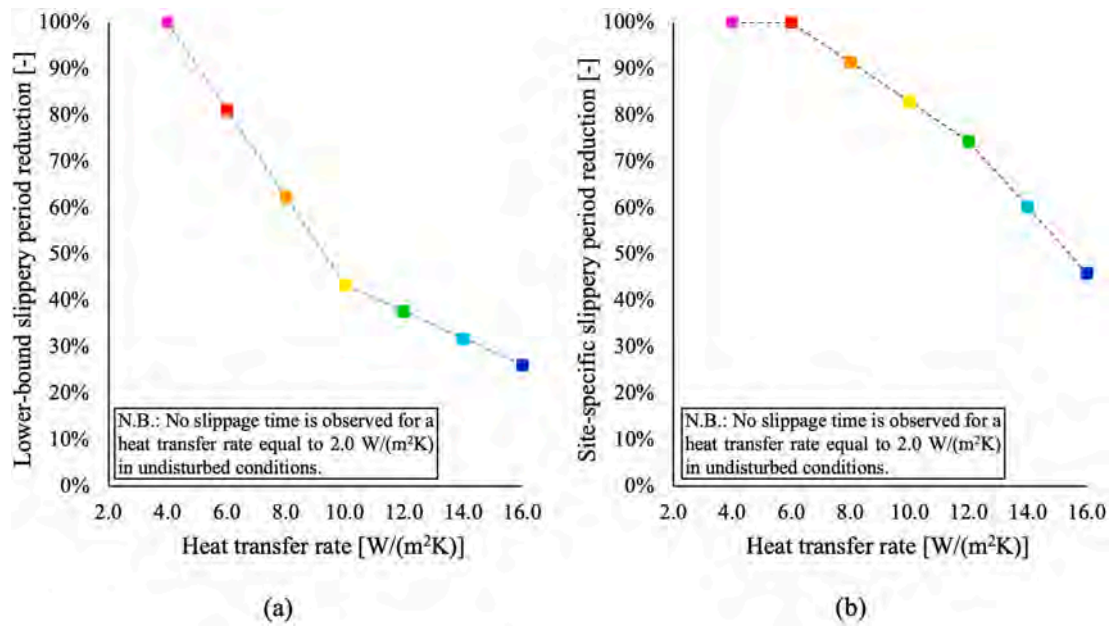 Lower-bound slippery period reduction [-]
100%
90%
80%
70%
60%
50%
40%
30%
20%
10%
0%
N.B.: No slippage time is observed for a
heat transfer rate equal to 2.0 W/(m²K)
in undisturbed conditions.
2.0 4.0 6.0 8.0 10.0 12.0 14.0 16.0
Heat transfer rate [W/(m²K)]
(a)
Site-specific slippery period reduction [-]
100%
90%
80%
70%
60%
50%
40%
30%
20%
10%
0%
N.B.: No slippage time is observed for a
heat transfer rate equal to 2.0 W/(m²K)
in undisturbed conditions.
2.0 4.0 6.0 8.0 10.0 12.0 14.0 16.0
Heat transfer rate [W/(m²K)]
(b)